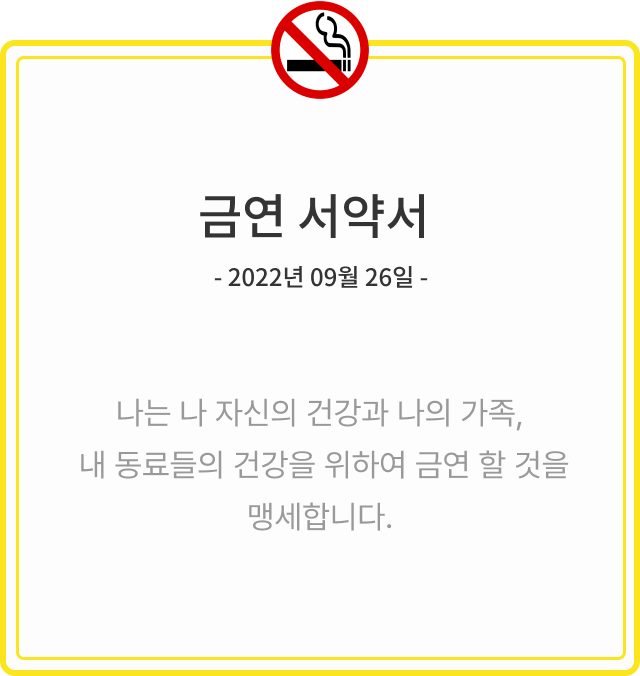 금연 서약서
- 2022년 09월 26일 -
나는 나 자신의 건강과 나의 가족,
내 동료들의 건강을 위하여 금연 할 것을
맹세합니다.